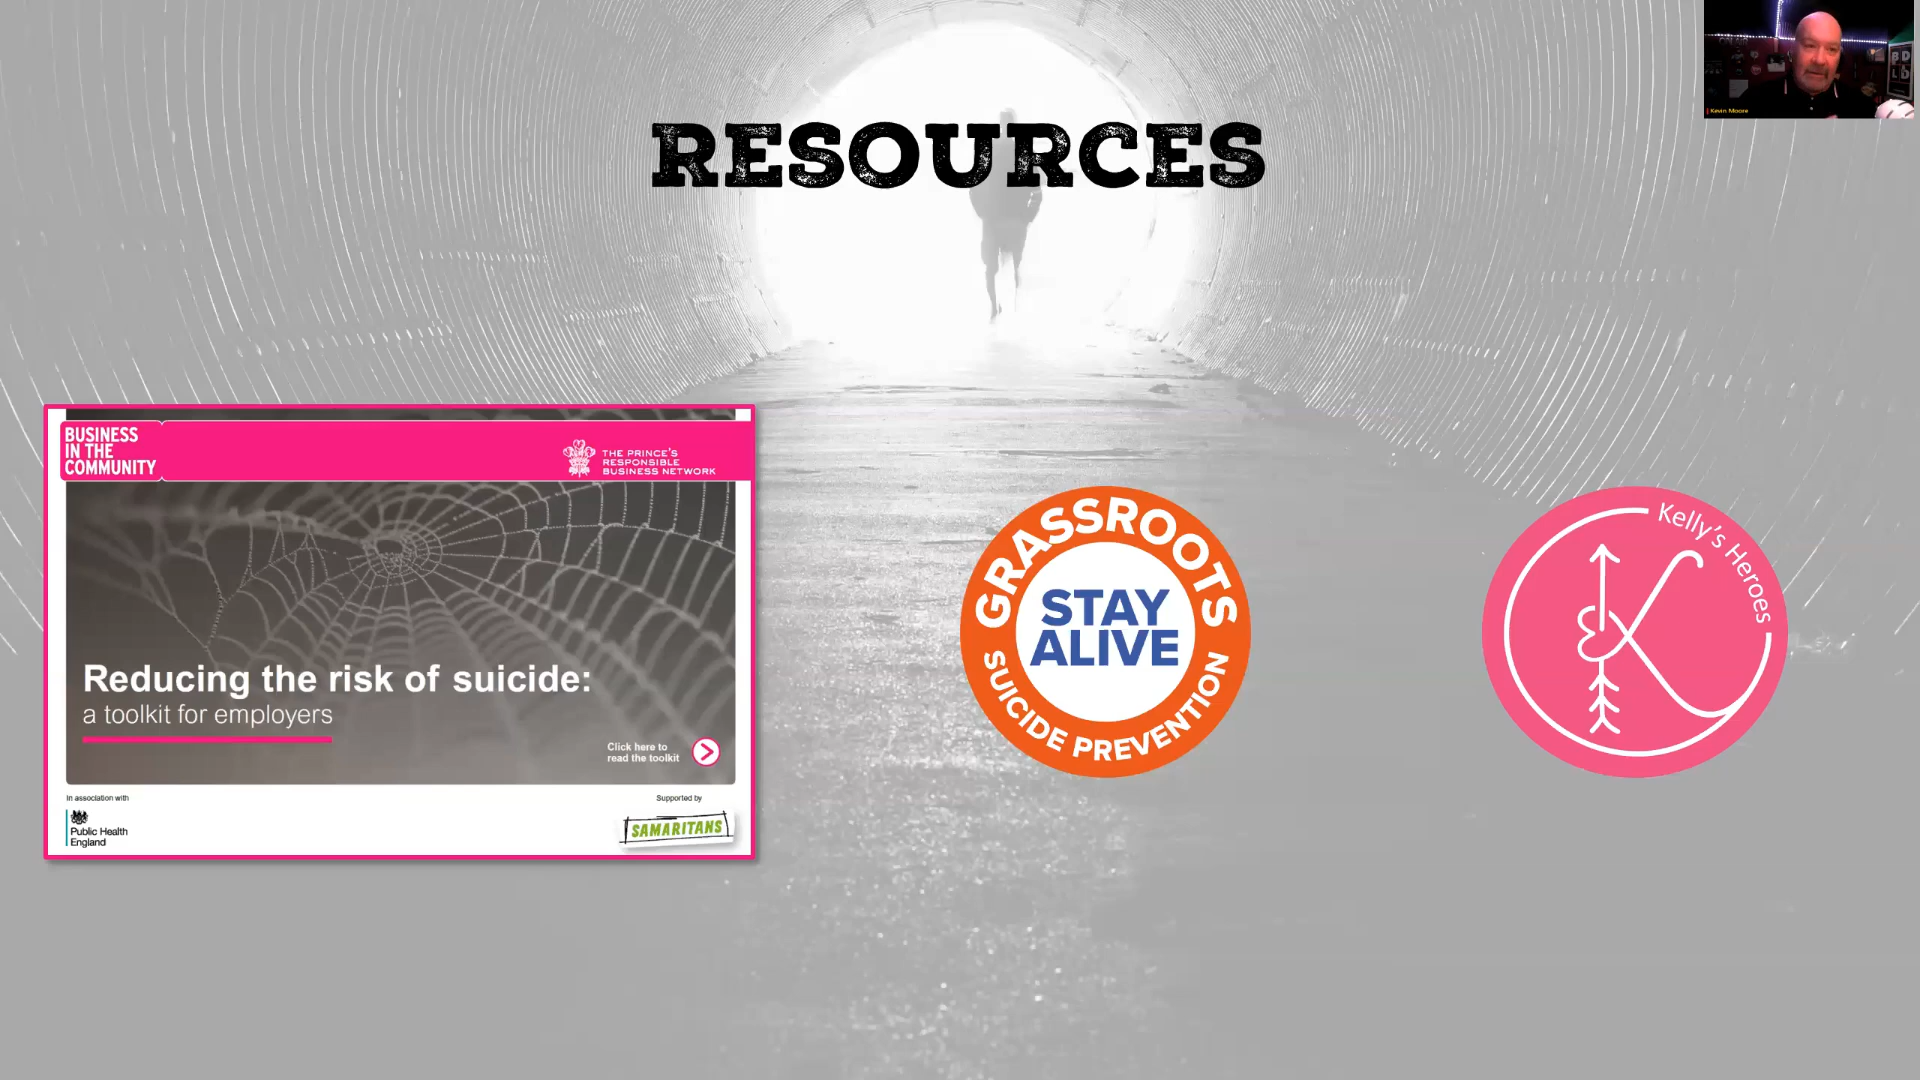 RESOURCES
Kevin Moore
BUSINESS
IN THE
COMMUNITY
THE PRINCE'S
RESPONSIBLE
BUSINESS NETWORK
Reducing the risk of suicide:
a toolkit for employers
Click here to
read the toolkit
In association with
Public Health
England
Supported by
SAMARITANS
GRASSROOTS
STAY
ALIVE
SUICIDE PREVENTION
Kelly's Heroes